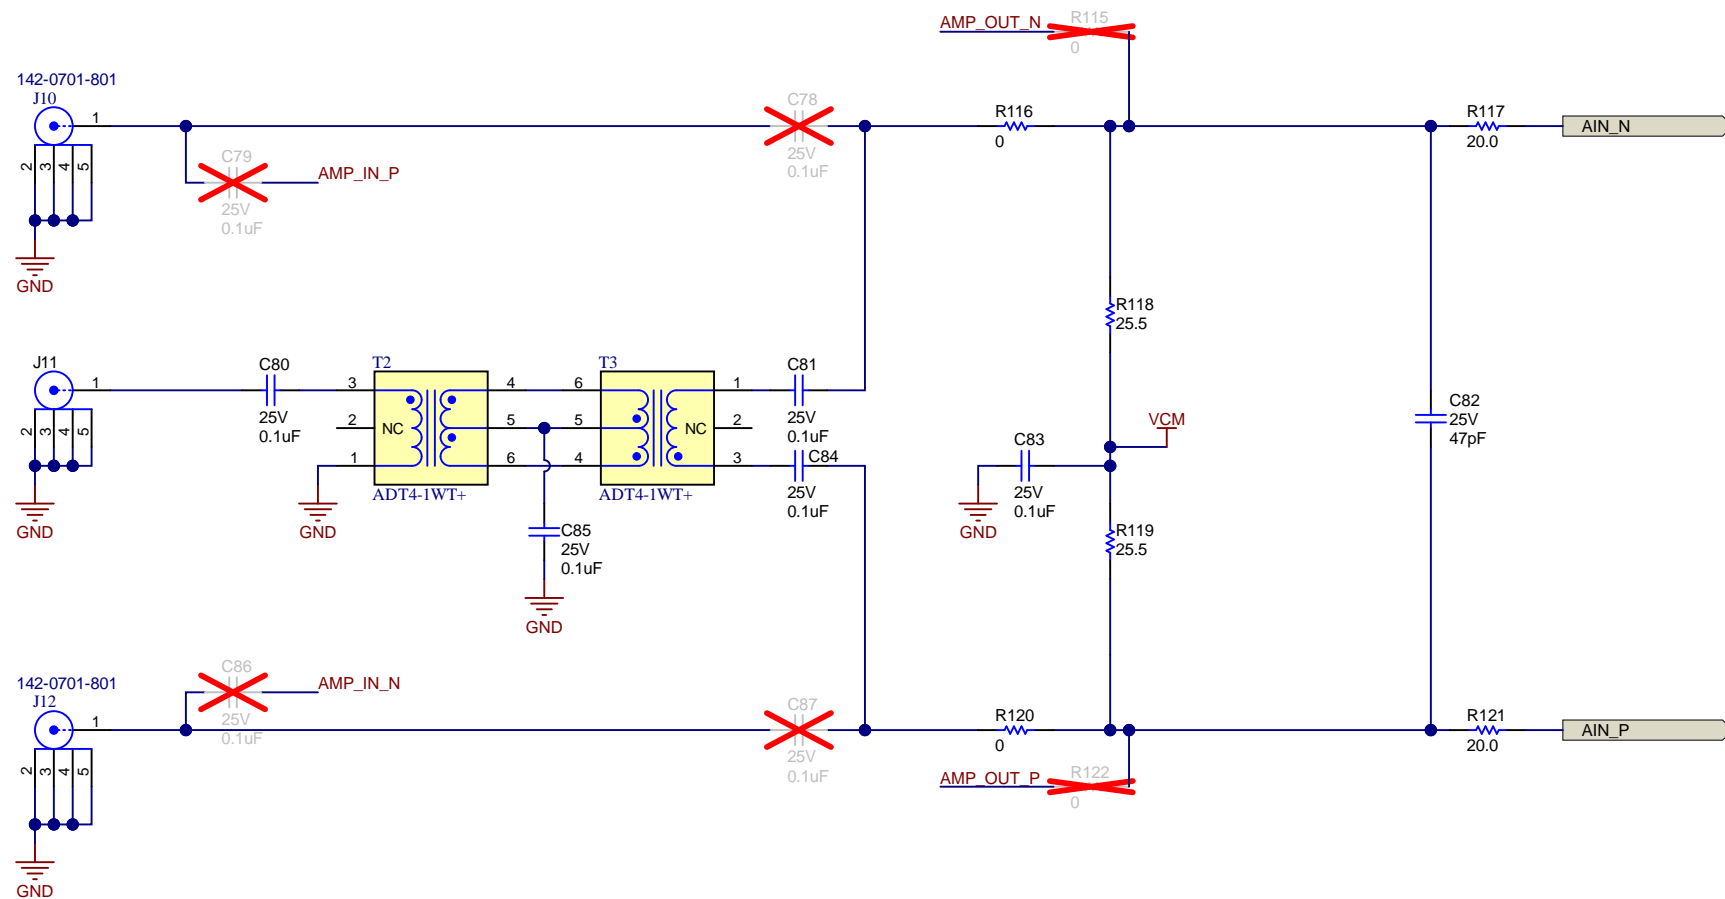 AMP_OUT_N
R115
0
142-0701-801
J10
1
2
3
4
5
GND
C79
25V
0.1uF
AMP_IN_P
C78
25V
0.1uF
R116
0
R117
20.0
AIN_N
J11
1
2
3
4
5
GND
C80
25V
0.1uF
T2
3
2
1
NC
4
5
6
ADT4-1WT+
GND
T3
6
5
4
NC
1
2
3
ADT4-1WT+
C81
25V
0.1uF
C84
25V
0.1uF
C85
25V
0.1uF
GND
R118
25.5
VCM
C83
25V
0.1uF
GND
R119
25.5
C82
25V
47pF
142-0701-801
J12
1
2
3
4
5
GND
C86
25V
0.1uF
AMP_IN_N
C87
25V
0.1uF
R120
0
AMP_OUT_P
R122
0
R121
20.0
AIN_P